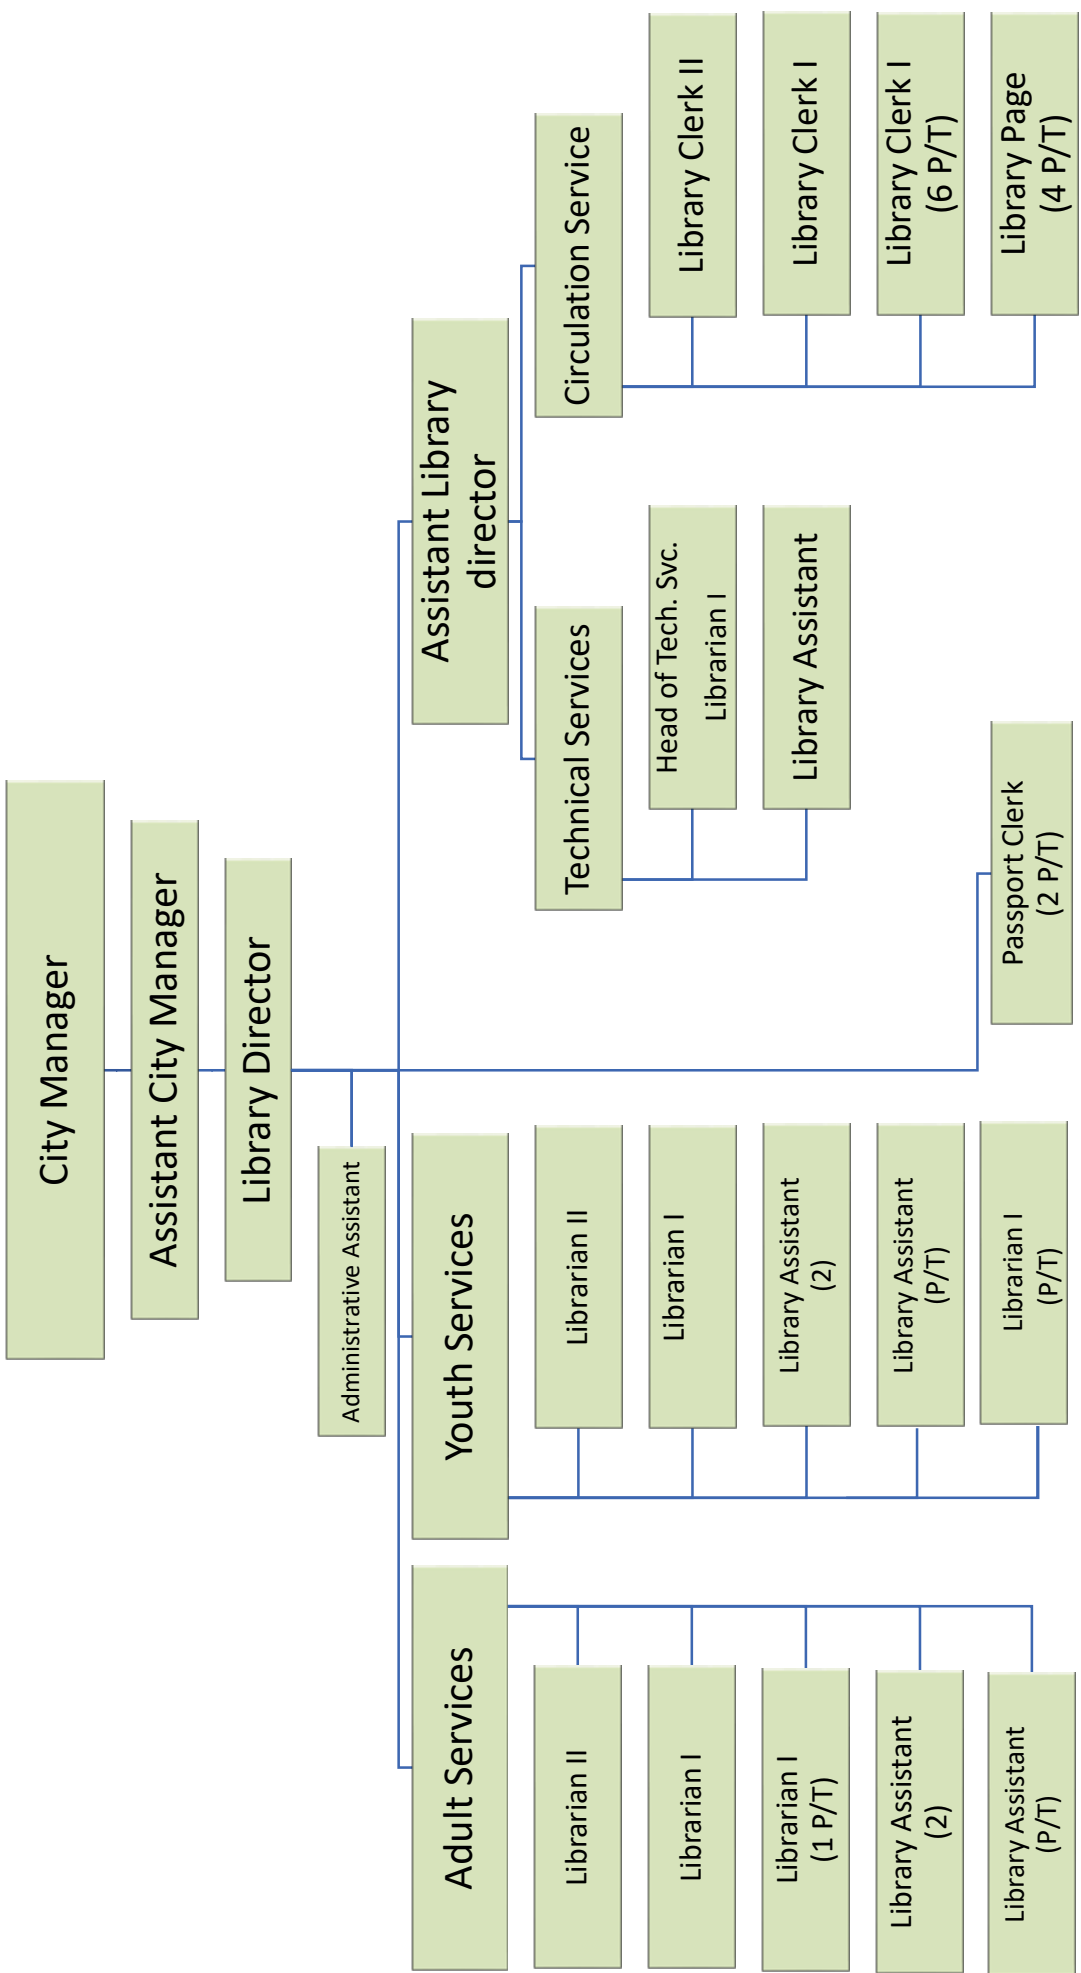 City Manager
Assistant City Manager
Library Director
Administrative Assistant
Adult Services
Librarian II
Librarian I
Librarian I
(1 P/T)
Library Assistant
(2)
Library Assistant
(P/T)
Youth Services
Librarian II
Librarian I
Library Assistant
(2)
Library Assistant
(P/T)
Librarian I
(P/T)
Passport Clerk
(2 P/T)
Assistant Library
director
Technical Services
Head of Tech. Svc.
Librarian I
Library Assistant
Circulation Service
Library Clerk II
Library Clerk I
Library Clerk I
(6 P/T)
Library Page
(4 P/T)